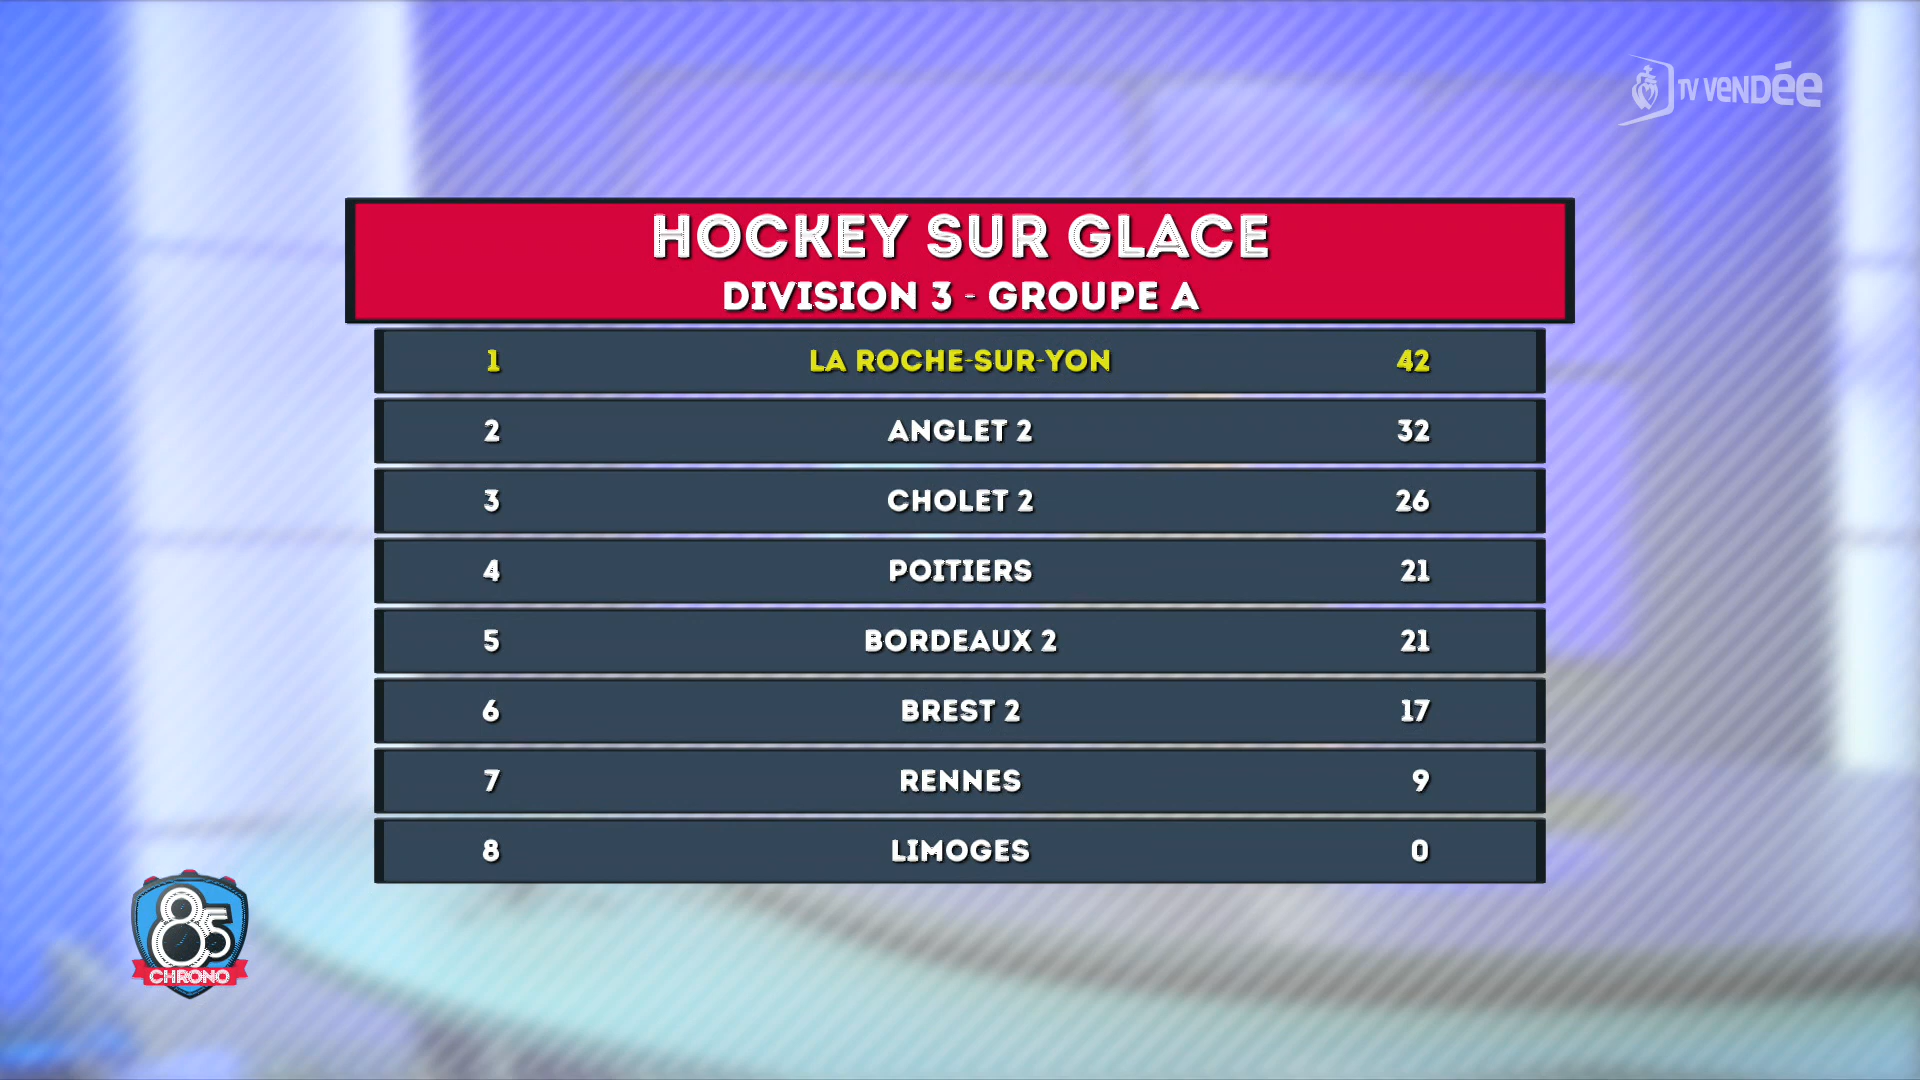 TV VENDÉE
HOCKEY SUR GLACE
DIVISION 3 - GROUPE A
1 LA ROCHE-SUR-YON 42
2 ANGLET 2 32
3 CHOLET 2 26
4 POITIERS 21
5 BORDEAUX 2 21
6 BREST 2 17
7 RENNES 9
8 LIMOGES 0
85
CHRONO